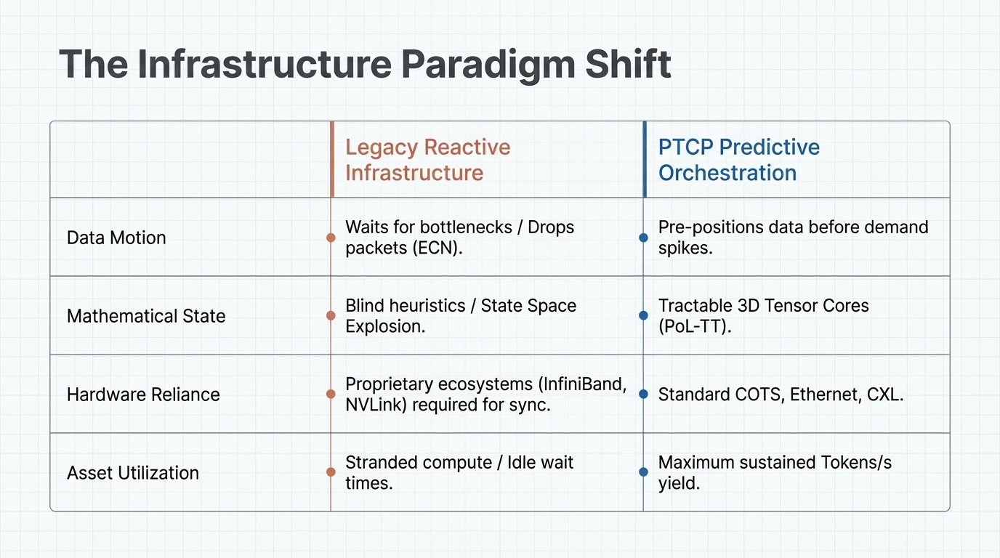 The Infrastructure Paradigm Shift
Legacy Reactive
Infrastructure
PTCP Predictive
Orchestration
Data Motion
Waits for bottlenecks / Drops
packets (ECN).
Pre-positions data before demand
spikes.
Mathematical State
Blind heuristics / State Space
Explosion.
Tractable 3D Tensor Cores
(PoL-TT).
Hardware Reliance
Proprietary ecosystems (InfiniBand,
NVLink) required for sync.
Standard COTS, Ethernet, CXL.
Asset Utilization
Stranded compute / Idle wait
times.
Maximum sustained Tokens/s
yield.